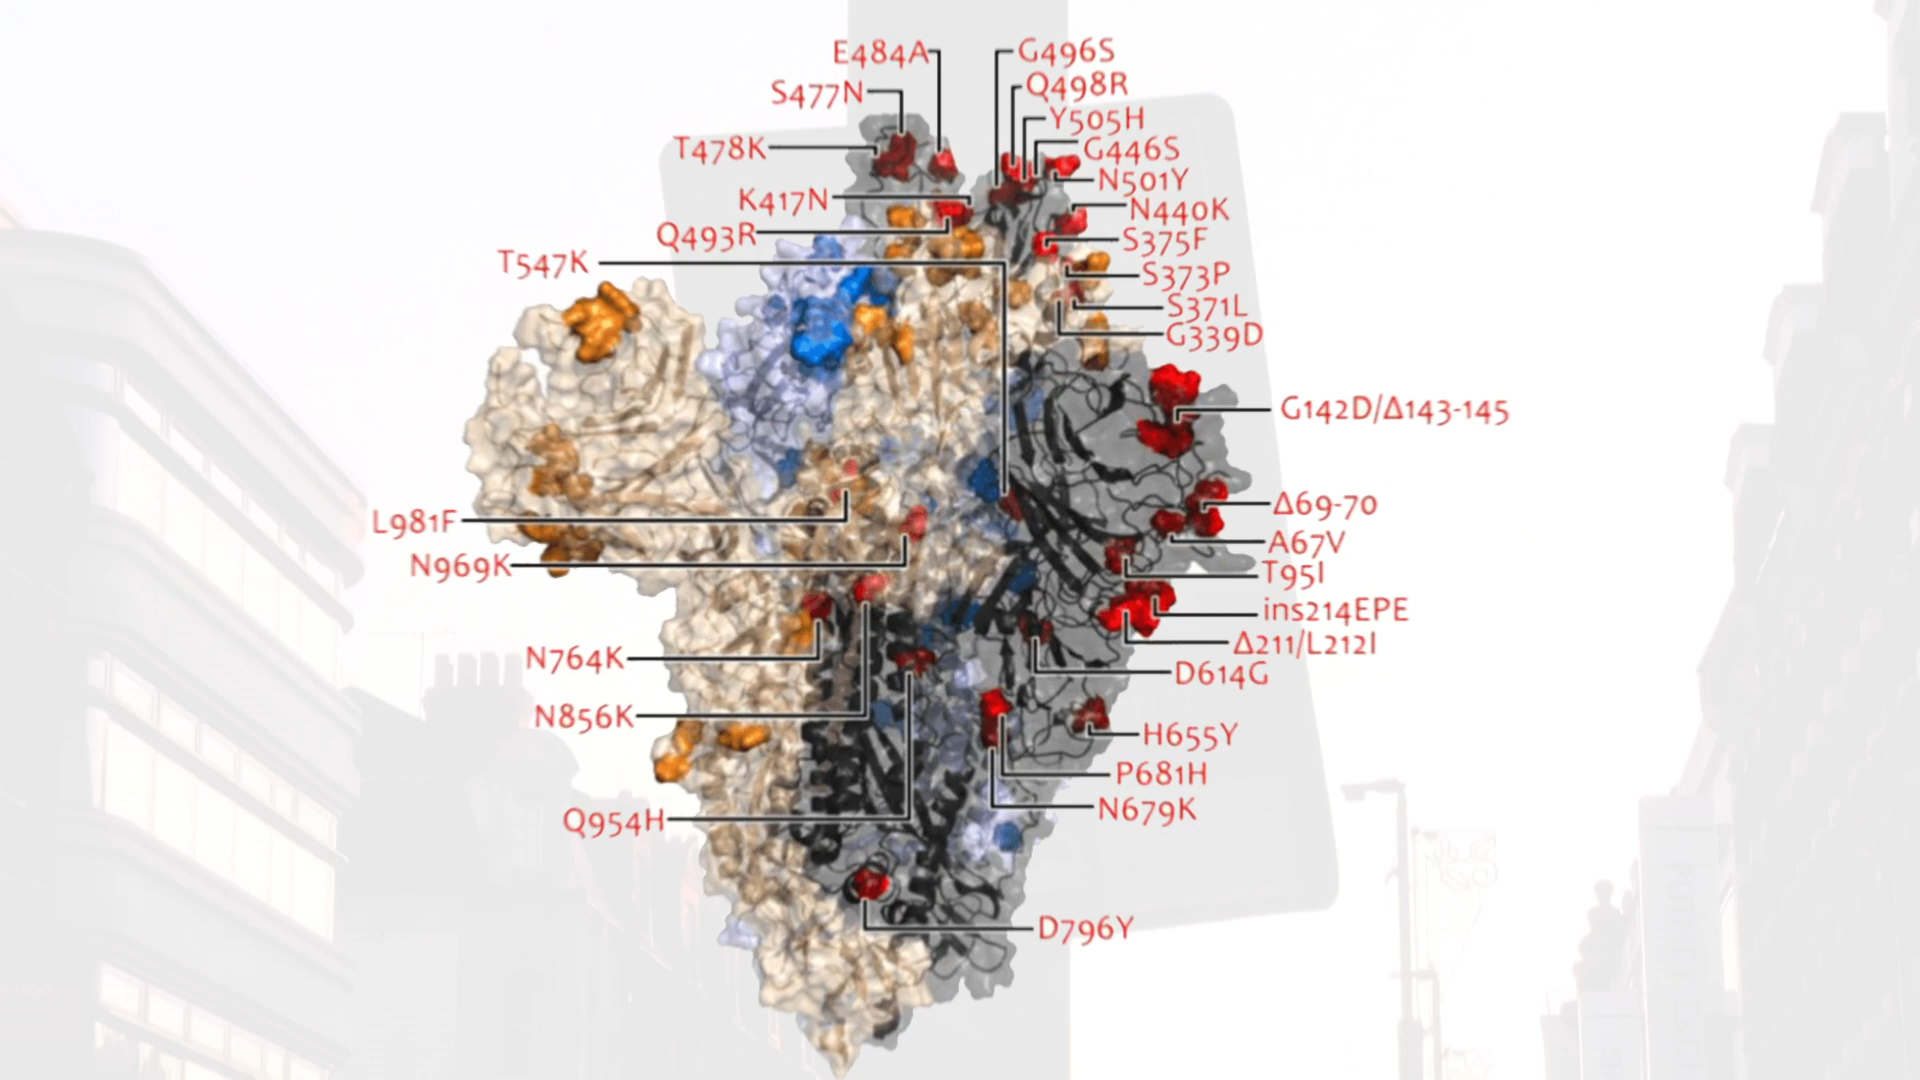 E484A
G496S
S477N
Q498R
Y505H
T478K
G446S
N501Y
K417N
N440K
Q493R
S375F
T547K
S373P
S371L
G339D
G142D/Δ143-145
Δ69-70
L981F
A67V
N969K
T95I
ins214EPE
Δ211/L212I
N764K
D614G
N856K
H655Y
P681H
N679K
Q954H
D796Y